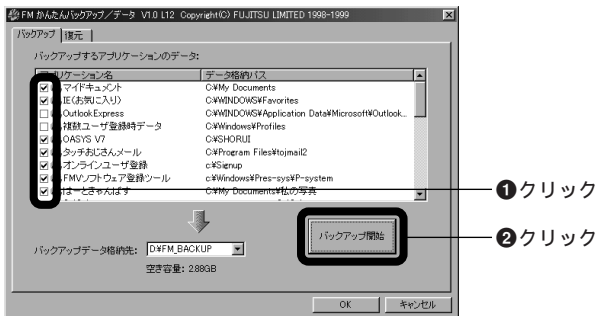 FM かんたんバックアップ／データ V1.0 L12 Copyright(C) FUJITSU LIMITED 1998-1999
バックアップ 復元
バックアップするアプリケーションのデータ:
プリケーション名 データ格納パス
マイドキュメント C:¥My Documents
IE(お気に入り) C:¥WINDOWS¥Favorites
OutlookExpress C:¥WINDOWS¥Application Data¥Microsoft¥Outlook...
複数ユーザ登録時データ C:¥Windows¥Profiles
OASYS V7 C:¥SHORUI
タッチおじさんメール C:¥Program Files¥tojmail2
オンラインユーザ登録 c:¥Signup
FMVソフトウェア登録ツール c:¥Windows¥Pres-sys¥P-system
はーときゃんばす C:¥My Documents¥私の写真
❶クリック
バックアップ開始
❷クリック
バックアップデータ格納先: D:¥FM_BACKUP
空き容量: 2.88GB
OK キャンセル